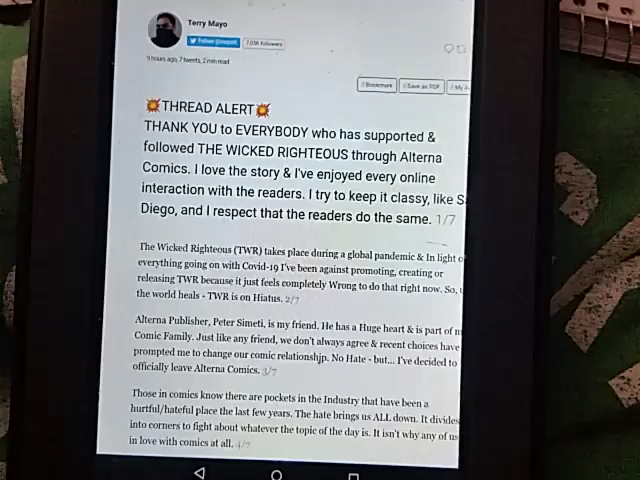 Terry Mayo
Follow
followers
9 hours ago, 7 tweets, 2 min read
Bookmark
Save as PDF
My
💥THREAD ALERT💥
THANK YOU to EVERYBODY who has supported &
followed THE WICKED RIGHTEOUS through Alterna
Comics. I love the story & I've enjoyed every online
interaction with the readers. I try to keep it classy, like S
Diego, and I respect that the readers do the same. 1/7
The Wicked Righteous (TWR) takes place during a global pandemic & In light o
everything going on with Covid-19 I've been against promoting, creating or
releasing TWR because it just feels completely Wrong to do that right now. So, u
the world heals - TWR is on Hiatus. 2/7
Alterna Publisher, Peter Simeti, is my friend. He has a Huge heart & is part of m
Comic Family. Just like any friend, we don't always agree & recent choices have
prompted me to change our comic relationship. No Hate - but... I've decided to
officially leave Alterna Comics. 3/7
Those in comics know there are pockets in the Industry that have been a
hurtful/hateful place the last few years. The hate brings us ALL down. It divides
into corners to fight about whatever the topic of the day is. It isn't why any of us
in love with comics at all. 4/7